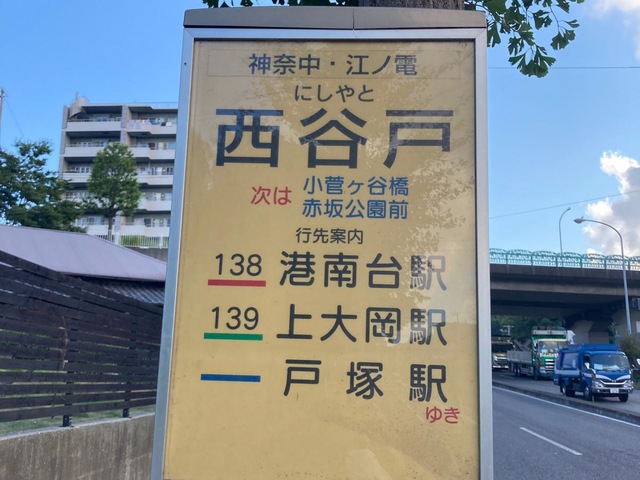 神奈中・江ノ電
にしやと
西谷戸
次は 小菅ヶ谷橋
赤坂公園前
行先案内
138 港南台駅
139 上大岡駅
戸塚駅
ゆき